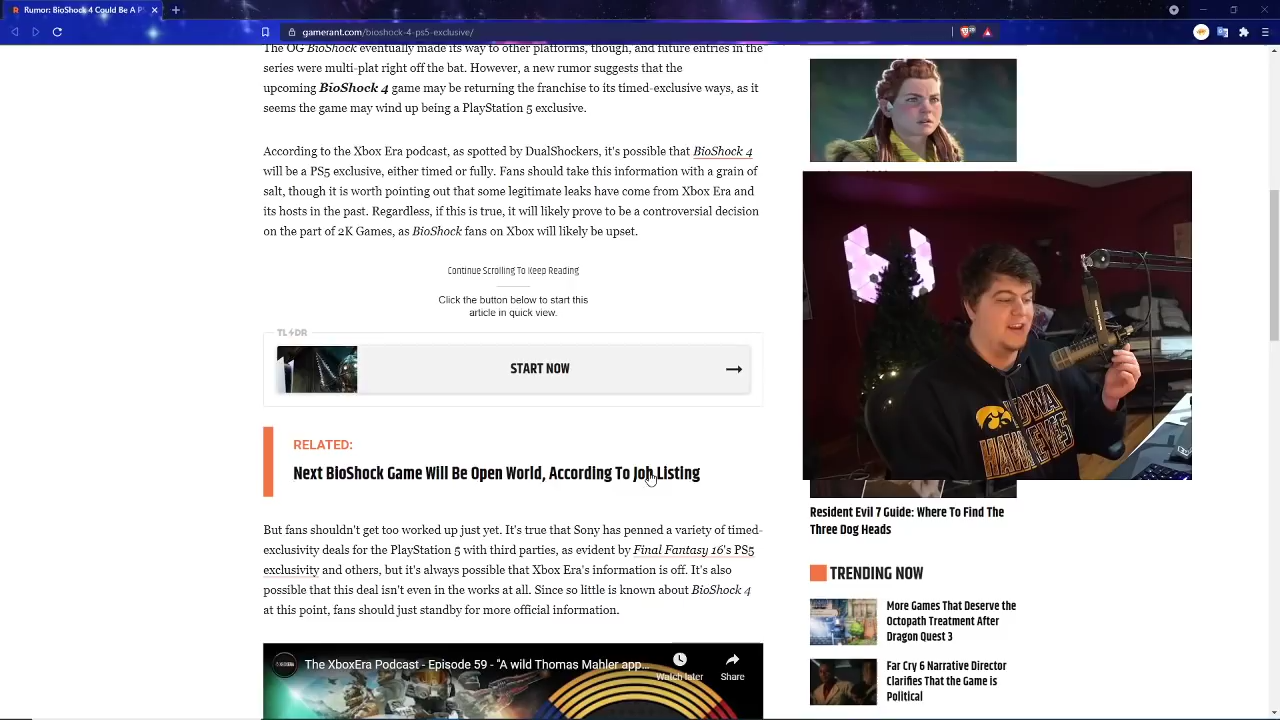 Rumor: BioShock 4 Could Be A P
gamerant.com/bioshock-4-ps5-exclusive/
The OG BioShock eventually made its way to other platforms, though, and future entries in the
series were multi-plat right off the bat. However, a new rumor suggests that the
upcoming BioShock 4 game may be returning the franchise to its timed-exclusive ways, as it
seems the game may wind up being a PlayStation 5 exclusive.
According to the Xbox Era podcast, as spotted by DualShockers, it's possible that BioShock 4
will be a PS5 exclusive, either timed or fully. Fans should take this information with a grain of
salt, though it is worth pointing out that some legitimate leaks have come from Xbox Era and
its hosts in the past. Regardless, if this is true, it will likely prove to be a controversial decision
on the part of 2K Games, as BioShock fans on Xbox will likely be upset.
Continue Scrolling To Keep Reading
Click the button below to start this
article in quick view.
TL DR
START NOW
RELATED:
Next BioShock Game Will Be Open World, According To Job Listing
But fans shouldn't get too worked up just yet. It's true that Sony has penned a variety of timed-
exclusivity deals for the PlayStation 5 with third parties, as evident by Final Fantasy 16's PS5
exclusivity and others, but it's always possible that Xbox Era's information is off. It's also
possible that this deal isn't even in the works at all. Since so little is known about BioShock 4
at this point, fans should just standby for more official information.
The XboxEra Podcast - Episode 59 - "A wild Thomas Mahler app...
Watch later
Share
IOWA
HAWKEYES
Resident Evil 7 Guide: Where To Find The
Three Dog Heads
TRENDING NOW
More Games That Deserve the
Octopath Treatment After
Dragon Quest 3
Far Cry 6 Narrative Director
Clarifies That the Game is
Political